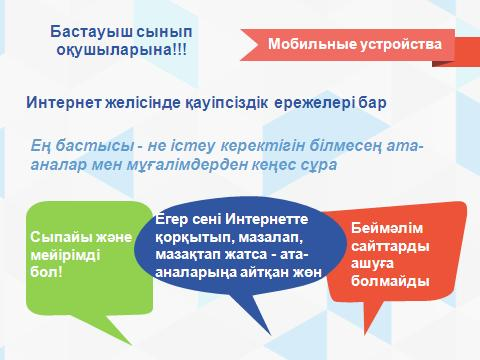 Бастауыш сынып
оқушыларына!!!
Мобильные устройства
Интернет желісінде қауіпсіздік ережелері бар
Ең бастысы - не істеу керектігін білмесең ата-
аналар мен мұғалімдерден кеңес сұра
Сыпайы және
мейірімді
бол!
Егер сені Интернетте
қорқытып, мазалап,
мазақтап жатса - ата-
аналарыңа айтқан жөн
Беймәлім
сайттарды
ашуға
болмайды